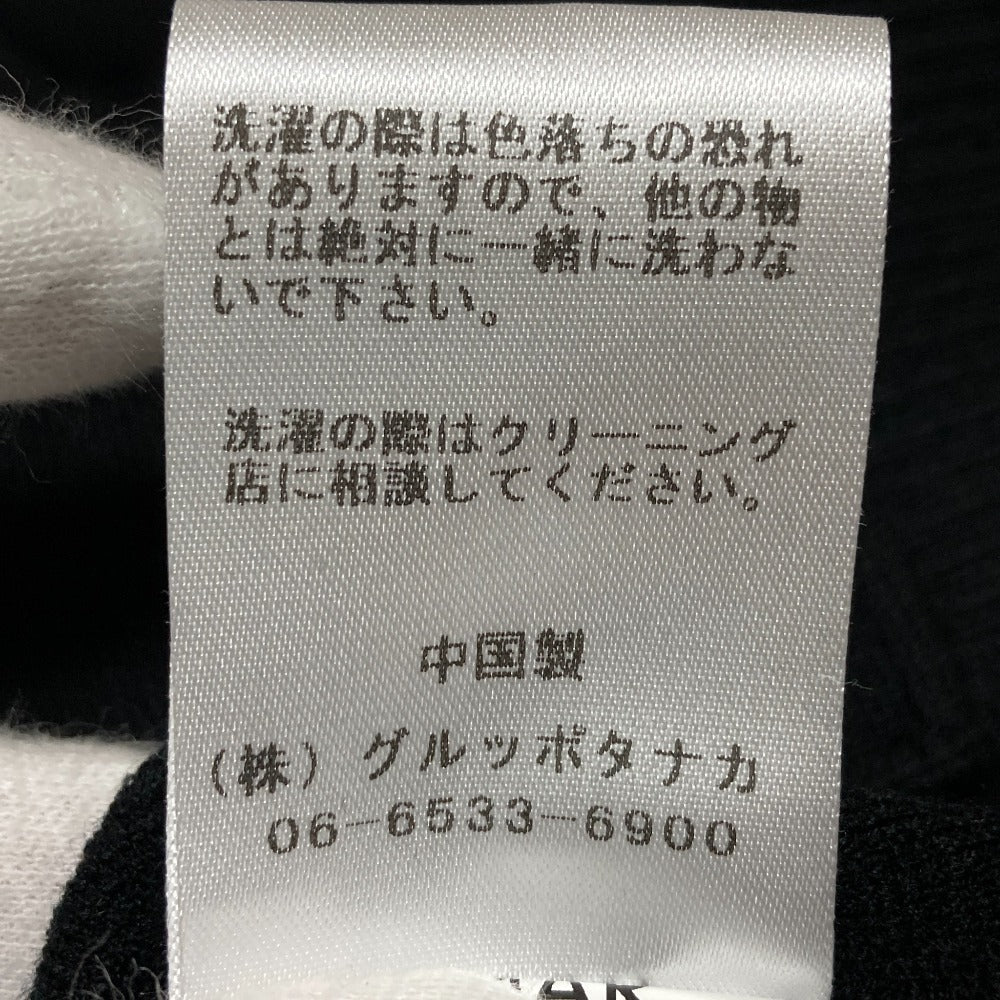 洗濯の際は色落ちの恐れ
がありますので、他の物
とは絶対に一緒に洗わな
いで下さい。
洗濯の際はクリーニング
店に相談してください。
中国製
(株)グルッポタナカ
06-6533-6900